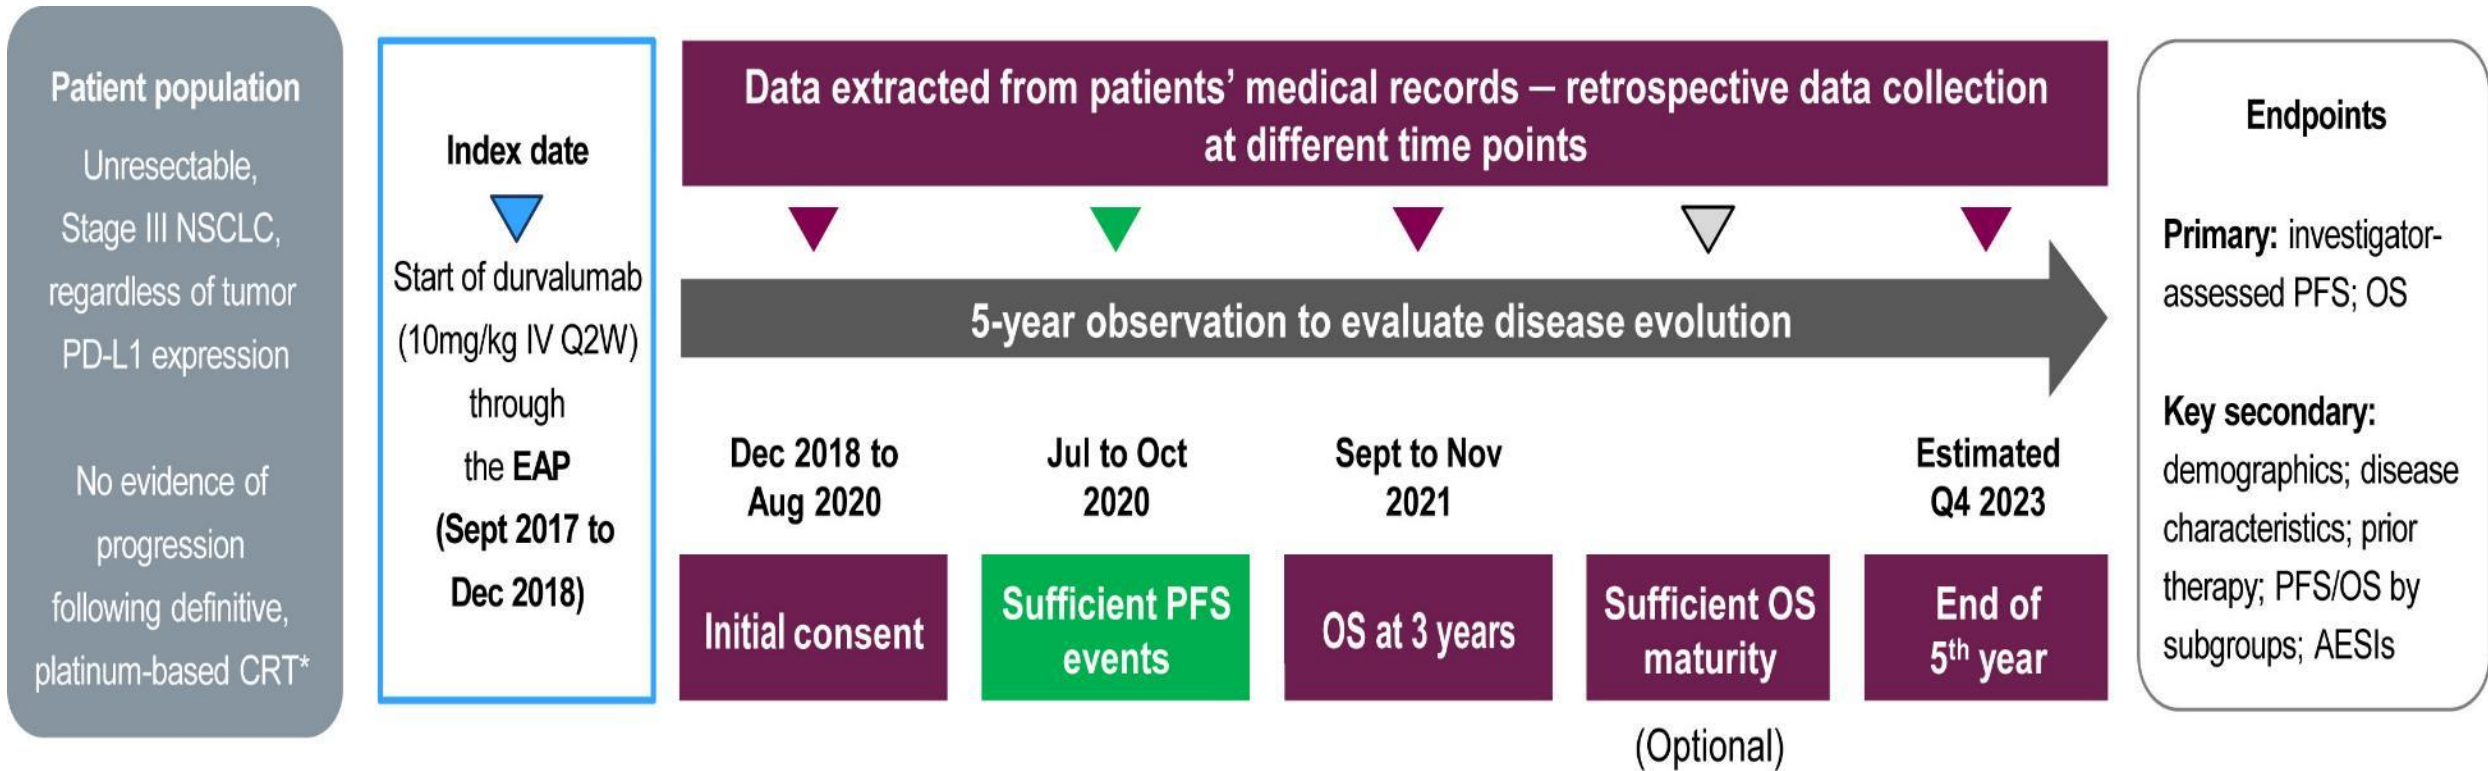 Patient population
Unresectable,
Stage III NSCLC,
regardless of tumor
PD-L1 expression
No evidence of
progression
following definitive,
platinum-based CRT*
Index date
Start of durvalumab
(10mg/kg IV Q2W)
through
the EAP
(Sept 2017 to
Dec 2018)
Data extracted from patients’ medical records – retrospective data collection
at different time points
5-year observation to evaluate disease evolution
Dec 2018 to
Aug 2020
Initial consent
Jul to Oct
2020
Sufficient PFS
events
Sept to Nov
2021
OS at 3 years
Sufficient OS
maturity
(Optional)
Estimated
Q4 2023
End of
5th year
Endpoints
Primary: investigator-
assessed PFS; OS
Key secondary:
demographics; disease
characteristics; prior
therapy; PFS/OS by
subgroups; AESIs